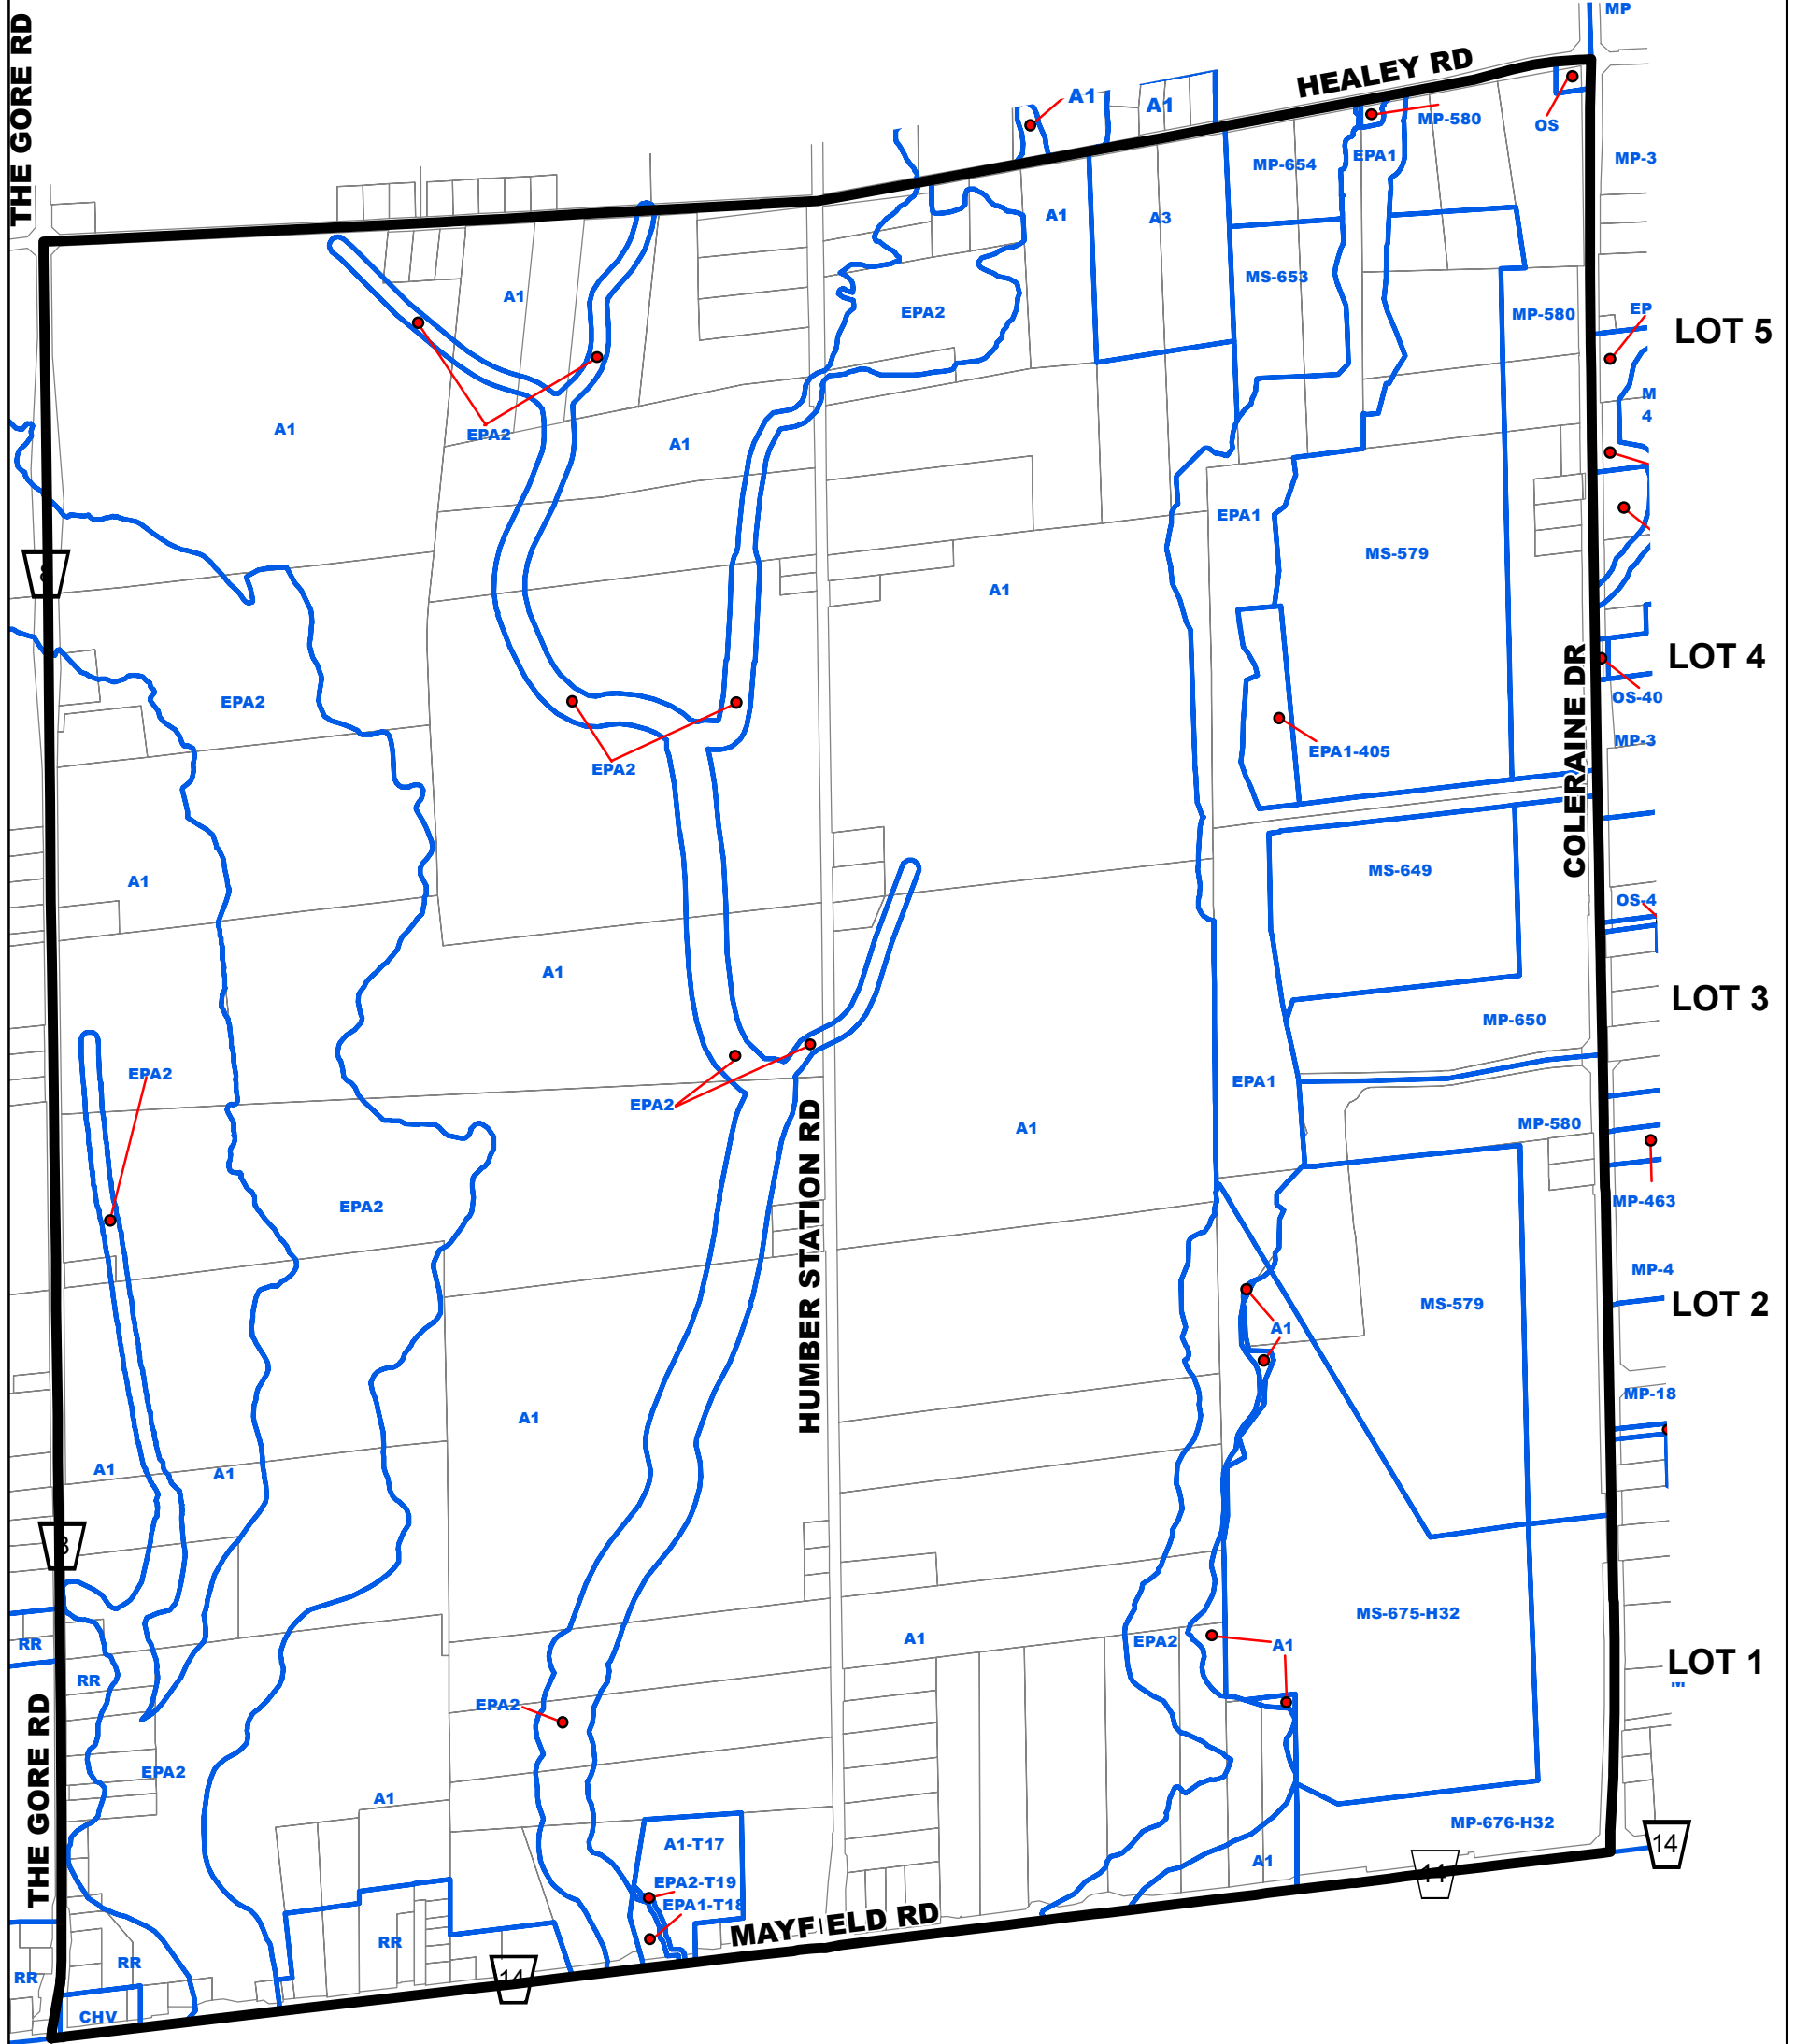 MP
THE GORE RD
HEALEY RD
A1
A1
OS
MP-580
MP-654
EPA1
MP-3
A1
A3
MS-653
A1
EPA2
MP-580
EP
LOT 5
M
4
A1
EPA2
A1
EPA1
MS-579
A1
LOT 4
COLERAINE DR
EPA2
OS-40
MP-3
EPA1-405
EPA2
MS-649
A1
OS-4
A1
LOT 3
MP-650
EPA2
EPA1
EPA2
A1
MP-580
HUMBER STATION RD
EPA2
MP-463
MP-4
MS-579
LOT 2
A1
MP-18
A1
A1
A1
8
MS-675-H32
A1
EPA2
A1
RR
LOT 1
RR
EPA2
THE GORE RD
EPA2
A1
MP-676-H32
A1-T17
14
A1
EPA2-T19
EPA1-T18
MAYFIELD RD
14
RR
RR
RR
14
CHV